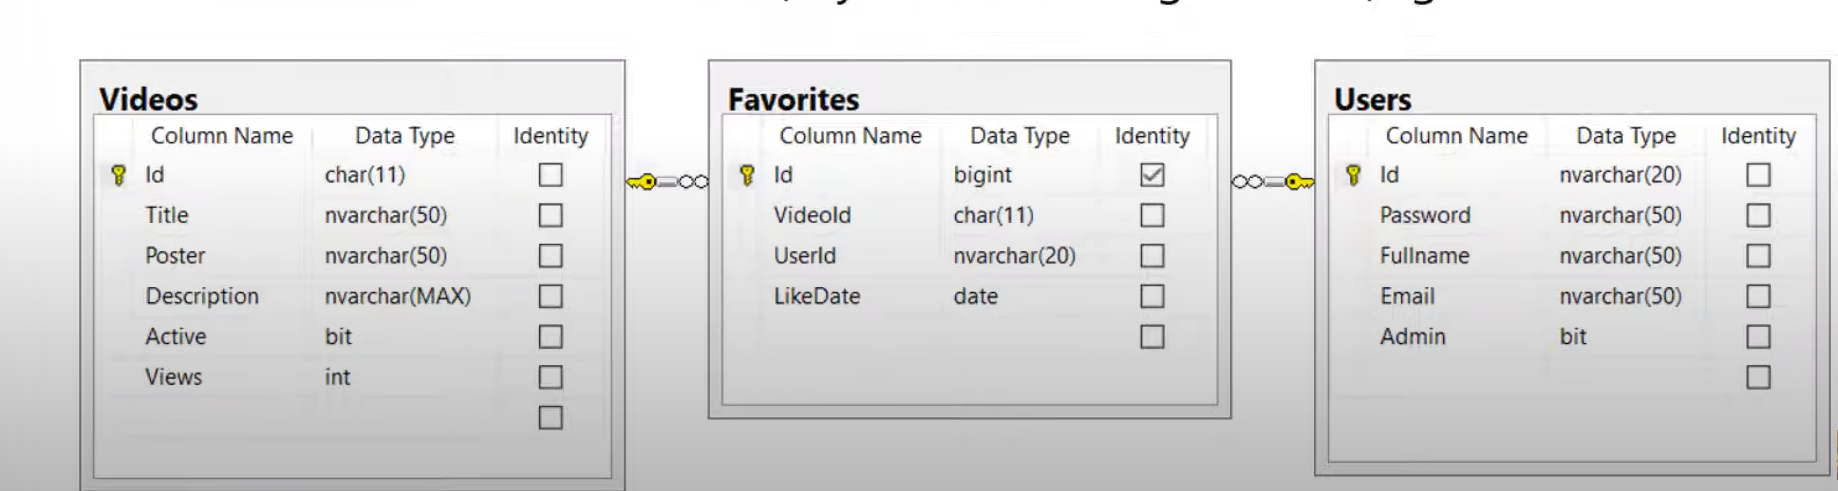 Videos
Column Name Data Type Identity
Id char(11)
Title nvarchar(50)
Poster nvarchar(50)
Description nvarchar(MAX)
Active bit
Views int
Favorites
Column Name Data Type Identity
Id bigint
VideoId char(11)
UserId nvarchar(20)
LikeDate date
Users
Column Name Data Type Identity
Id nvarchar(20)
Password nvarchar(50)
Fullname nvarchar(50)
Email nvarchar(50)
Admin bit